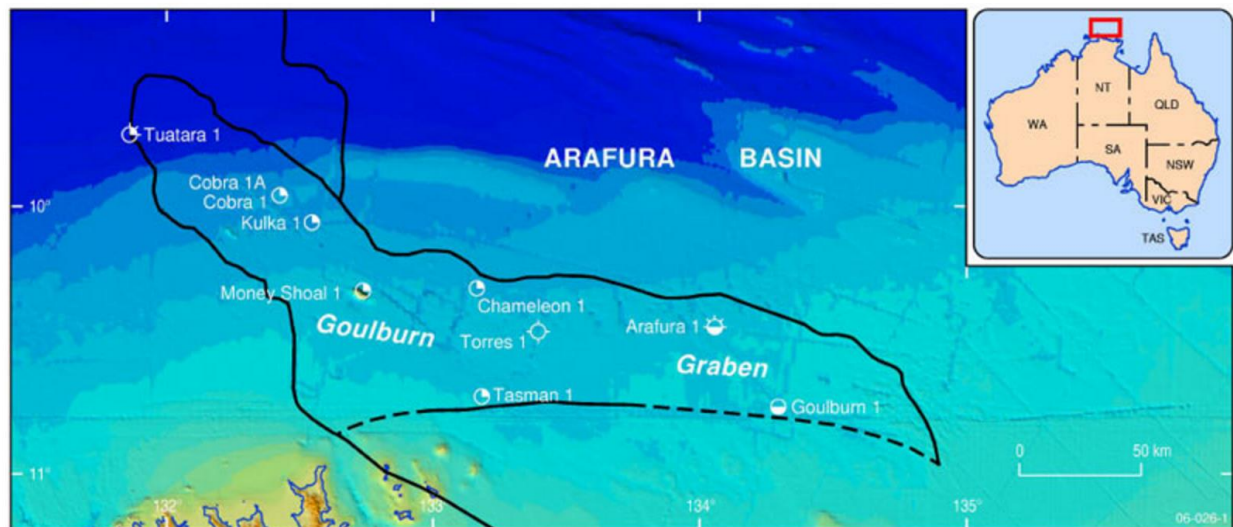 ARAFURA BASIN
Tuatara 1
Cobra 1A
Cobra 1
Kulka 1
10°
Money Shoal 1
Chameleon 1
Goulburn
Torres 1
Arafura 1
Graben
Tasman 1
Goulburn 1
0 50 km
11°
132°
133°
134°
135°
06-026-1
NT
QLD
WA
SA
NSW
VIC
TAS